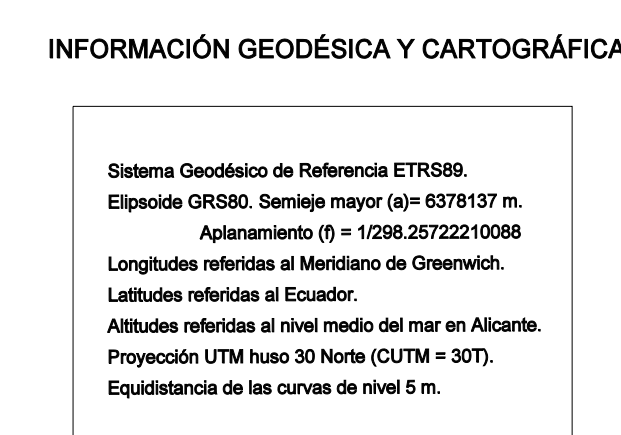 INFORMACIÓN GEODÉSICA Y CARTOGRÁFICA
Sistema Geodésico de Referencia ETRS89.
Elipsoide GRS80. Semieje mayor (a)= 6378137 m.
Aplanamiento (f) = 1/298.25722210088
Longitudes referidas al Meridiano de Greenwich.
Latitudes referidas al Ecuador.
Altitudes referidas al nivel medio del mar en Alicante.
Proyección UTM huso 30 Norte (CUTM = 30T).
Equidistancia de las curvas de nivel 5 m.